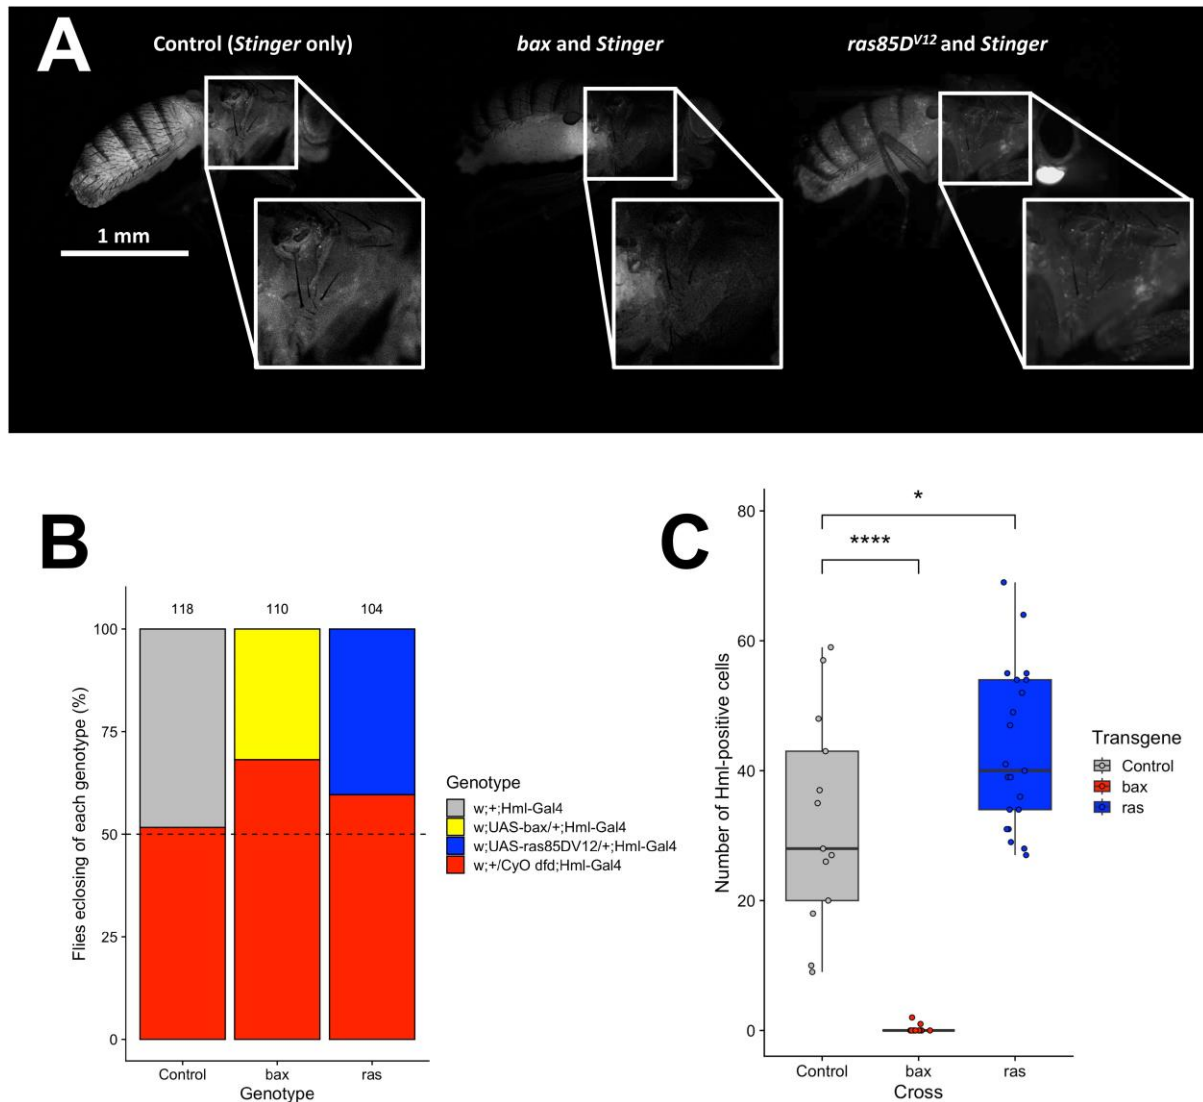 A
Control (Stinger only)
bax and Stinger
ras85DV12 and Stinger
1 mm
B
118
110
104
100
75
50
25
0
Flies eclosing of each genotype (%)
Control
bax
ras
Genotype
Genotype
w;+;Hml-Gal4
w;UAS-bax/+;Hml-Gal4
w;UAS-ras85DV12/+;Hml-Gal4
w;+/CyO dfd;Hml-Gal4
C
*
****
80
60
40
20
0
Number of Hml-positive cells
Control
bax
ras
Cross
Transgene
Control
bax
ras